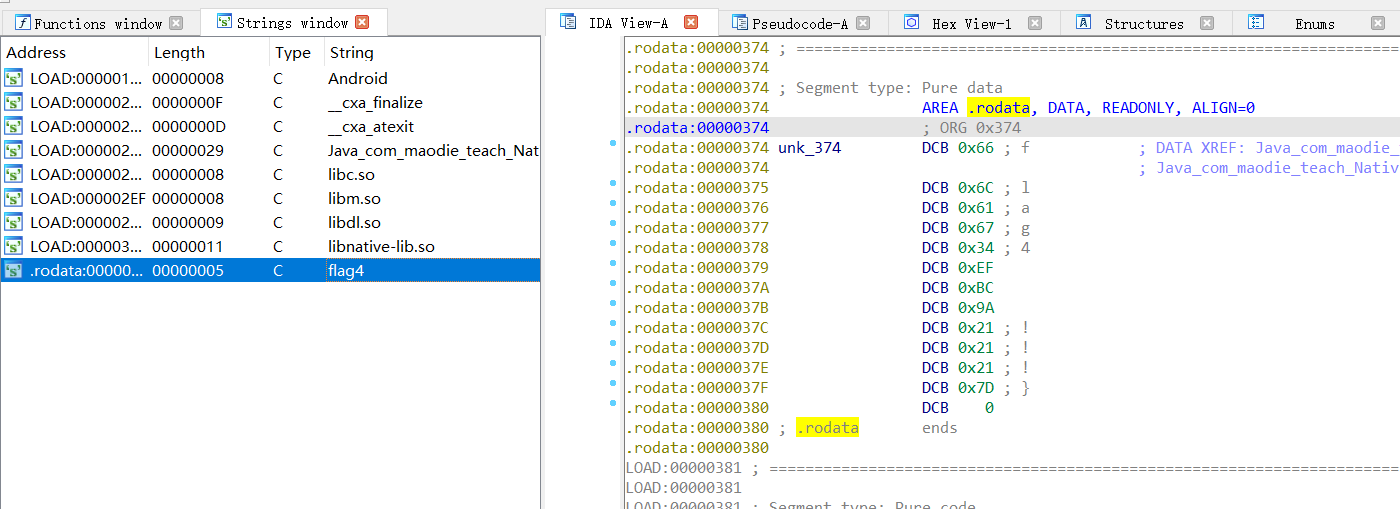 Functions window
Strings window
IDA View-A
Pseudocode-A
Hex View-1
Structures
Enums
Address Length Type String
LOAD:000001... 00000008 C Android
LOAD:000002... 0000000F C __cxa_finalize
LOAD:000002... 0000000D C __cxa_atexit
LOAD:000002... 00000029 C Java_com_maodie_teach_Nat
LOAD:000002... 00000008 C libc.so
LOAD:000002EF 00000008 C libm.so
LOAD:000002... 00000009 C libdl.so
LOAD:000003... 00000011 C libnative-lib.so
.rodata:00000... 00000005 C flag4
.rodata:00000374 ; ===========================================================================
.rodata:00000374
.rodata:00000374 ; Segment type: Pure data
.rodata:00000374 AREA .rodata, DATA, READONLY, ALIGN=0
.rodata:00000374 ; ORG 0x374
.rodata:00000374 unk_374 DCB 0x66 ; f ; DATA XREF: Java_com_maodie_
.rodata:00000374 ; Java_com_maodie_teach_Nativ
.rodata:00000375 DCB 0x6C ; l
.rodata:00000376 DCB 0x61 ; a
.rodata:00000377 DCB 0x67 ; g
.rodata:00000378 DCB 0x34 ; 4
.rodata:00000379 DCB 0xEF
.rodata:0000037A DCB 0xBC
.rodata:0000037B DCB 0x9A
.rodata:0000037C DCB 0x21 ; !
.rodata:0000037D DCB 0x21 ; !
.rodata:0000037E DCB 0x21 ; !
.rodata:0000037F DCB 0x7D ; }
.rodata:00000380 DCB 0
.rodata:00000380 ; .rodata ends
.rodata:00000380
LOAD:00000381 ; ===========================================================================
LOAD:00000381
LOAD:00000381 ; Segment type: Pure code